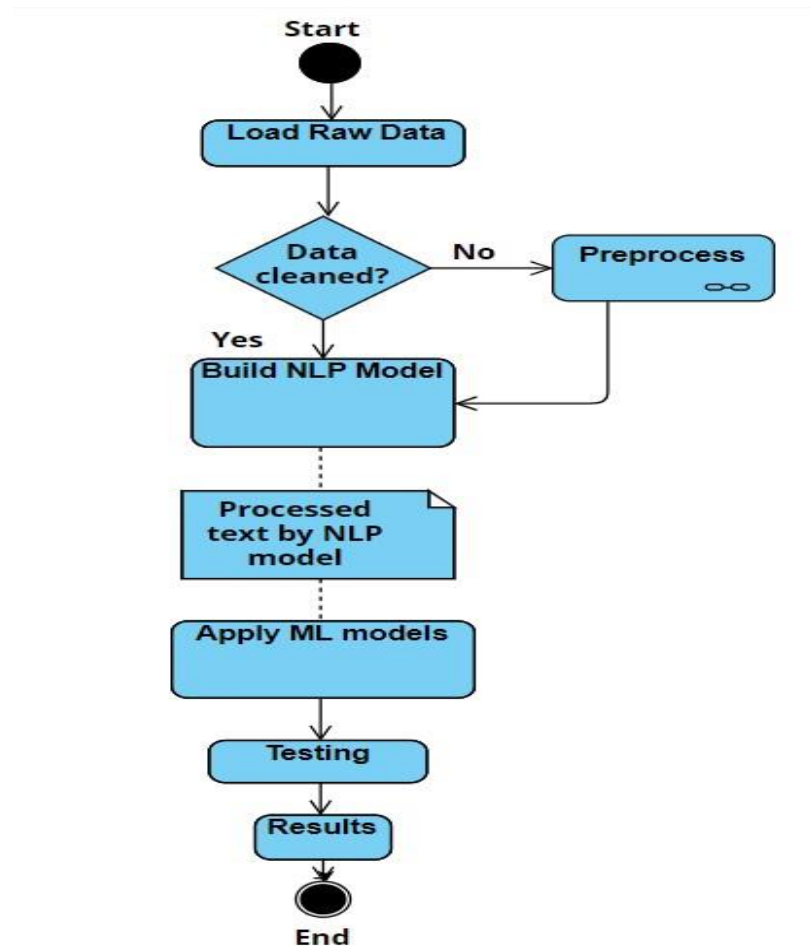 Start
Load Raw Data
Data
cleaned?
No
Preprocess
Yes
Build NLP Model
Processed
text by NLP
model
Apply ML models
Testing
Results
End